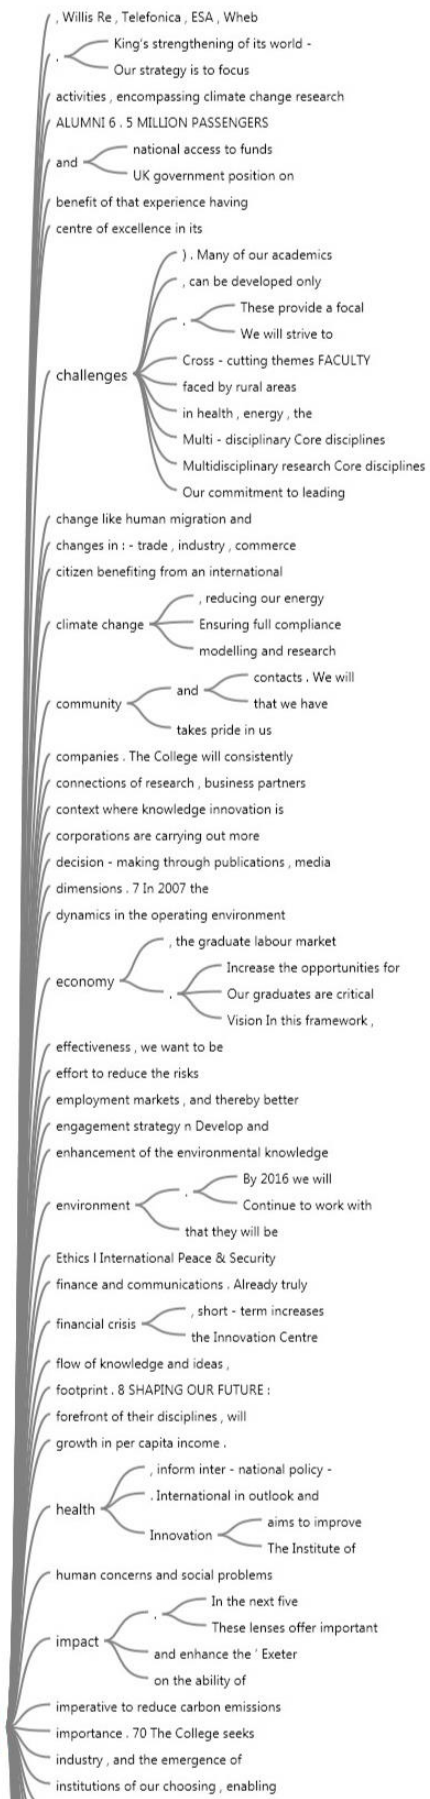 , Willis Re , Telefonica , ESA , Wheb
.
King's strengthening of its world -
Our strategy is to focus
activities , encompassing climate change research
ALUMNI 6 . 5 MILLION PASSENGERS
and
national access to funds
UK government position on
benefit of that experience having
centre of excellence in its
challenges
) . Many of our academics
, can be developed only
.
These provide a focal
We will strive to
Cross - cutting themes FACULTY
faced by rural areas
in health , energy , the
Multi - disciplinary Core disciplines
Multidisciplinary research Core disciplines
Our commitment to leading
change like human migration and
changes in : - trade , industry , commerce
citizen benefiting from an international
climate change
, reducing our energy
Ensuring full compliance
modelling and research
community
and
contacts . We will
that we have
takes pride in us
companies . The College will consistently
connections of research , business partners
context where knowledge innovation is
corporations are carrying out more
decision - making through publications , media
dimensions . 7 In 2007 the
dynamics in the operating environment
economy
, the graduate labour market
.
Increase the opportunities for
Our graduates are critical
Vision In this framework ,
effectiveness , we want to be
effort to reduce the risks
employment markets , and thereby better
engagement strategy n Develop and
enhancement of the environmental knowledge
environment
.
By 2016 we will
Continue to work with
that they will be
Ethics l International Peace & Security
finance and communications . Already truly
financial crisis
, short - term increases
the Innovation Centre
flow of knowledge and ideas ,
footprint . 8 SHAPING OUR FUTURE :
forefront of their disciplines , will
growth in per capita income .
health
, inform inter - national policy -
. International in outlook and
Innovation
aims to improve
The Institute of
human concerns and social problems
impact
.
In the next five
These lenses offer important
and enhance the ' Exeter
on the ability of
imperative to reduce carbon emissions
importance . 70 The College seeks
industry , and the emergence of
institutions of our choosing , enabling